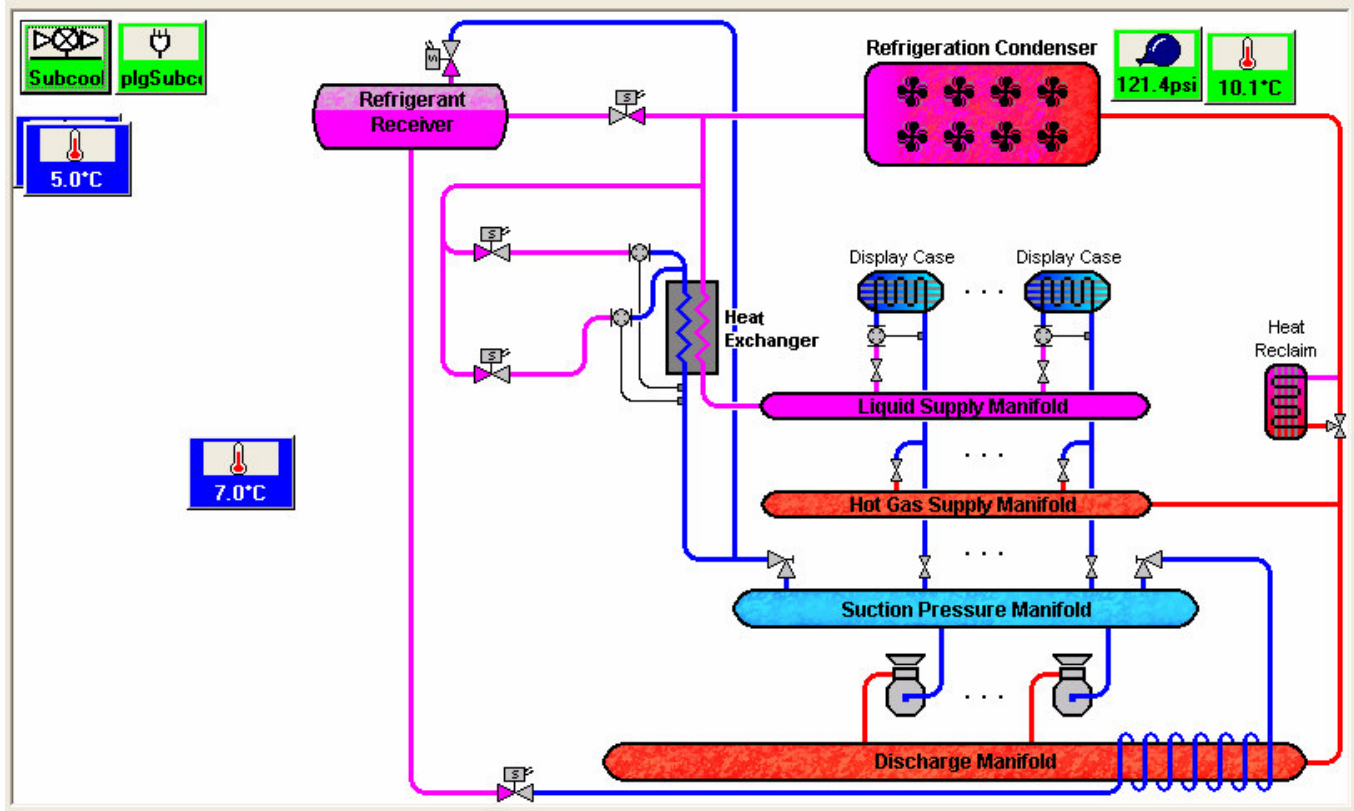 Subcool
plgSubc
5.0°C
Refrigerant
Receiver
S
S
Refrigeration Condenser
121.4psi
10.1°C
S
S
Heat
Exchanger
Display Case
Display Case
. . .
Heat
Reclaim
Liquid Supply Manifold
7.0°C
. . .
Hot Gas Supply Manifold
. . .
Suction Pressure Manifold
. . .
Discharge Manifold
S